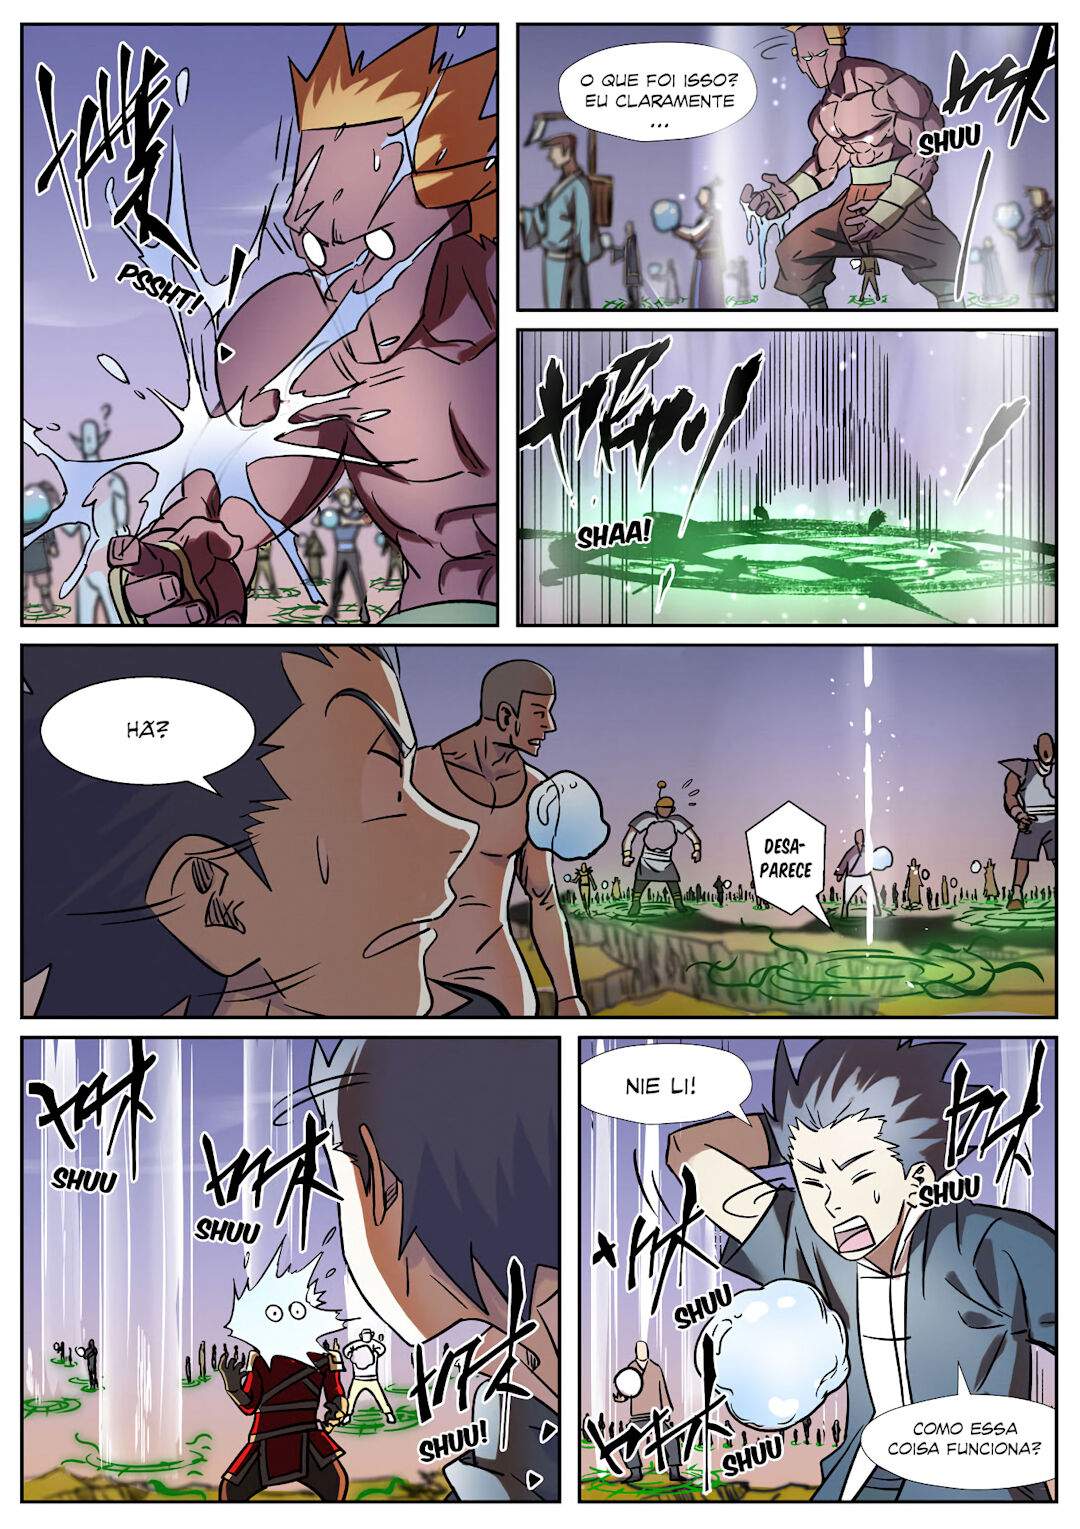 PSSHT!
O QUE FOI ISSO?
EU CLARAMENTE
...
SHUU
?
SHAA!
HÃ?
DESA-
PARECE
SHUU
SHUU
SHUU!
NIE LI!
SHUU
SHUU
SHUU
COMO ESSA
COISA FUNCIONA?